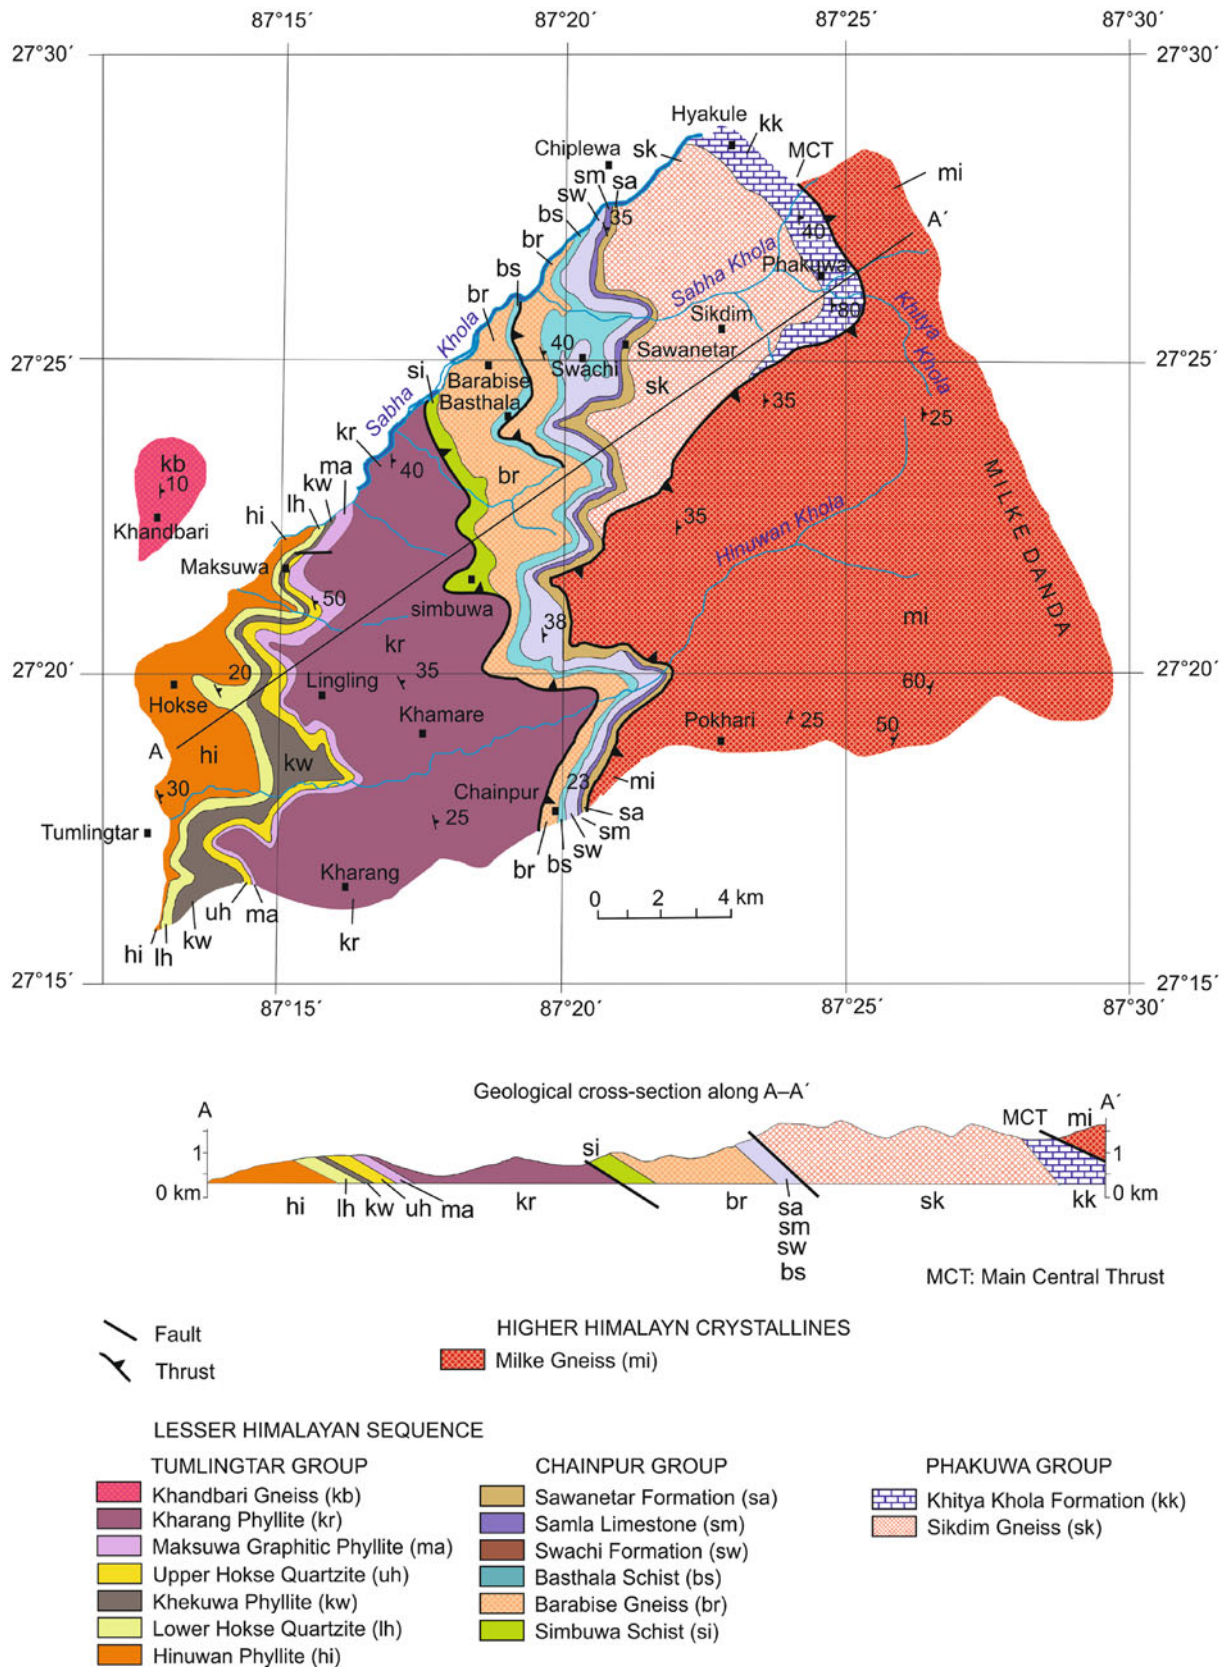 87°15´ 87°20´ 87°25´ 87°30´
27°30´ 27°30´
Hyakule
kk
Chiplewa
sk
MCT
sm
sa
mi
sw
35
bs
A´
br
40
bs
Sabha Khola
Phakuwa
br
Khitya Khola
80
Sikdim
40
Sabha Khola
27°25´ 27°25´
Swachi
Sawanetar
si
Barabise
sk
Basthala
35
25
kr
kb
ma
40
br
10
kw
MILKE DANDA
lh
Khandbari
hi
35
Hinuwan Khola
Maksuwa
simbuwa
50
38
mi
kr
27°20´ 27°20´
20
35
Lingling
60
Hokse
Khamare
25
Pokhari
50
A
hi
kw
mi
30
Chainpur
23
sa
Tumlingtar
25
sm
sw
br
bs
Kharang
0 2 4 km
uh
ma
kw
kr
hi
lh
27°15´ 27°15´
87°15´ 87°20´ 87°25´ 87°30´
Geological cross-section along A–A´
A A´
MCT mi
1 si 1
0 km 0 km
hi lh kw uh ma kr br sa sk kk
sm
sw
bs
MCT: Main Central Thrust
Fault
Thrust
HIGHER HIMALAYN CRYSTALLINES
Milke Gneiss (mi)
LESSER HIMALAYAN SEQUENCE
TUMLINGTAR GROUP
Khandbari Gneiss (kb)
Kharang Phyllite (kr)
Maksuwa Graphitic Phyllite (ma)
Upper Hokse Quartzite (uh)
Khekuwa Phyllite (kw)
Lower Hokse Quartzite (lh)
Hinuwan Phyllite (hi)
CHAINPUR GROUP
Sawanetar Formation (sa)
Samla Limestone (sm)
Swachi Formation (sw)
Basthala Schist (bs)
Barabise Gneiss (br)
Simbuwa Schist (si)
PHAKUWA GROUP
Khitya Khola Formation (kk)
Sikdim Gneiss (sk)